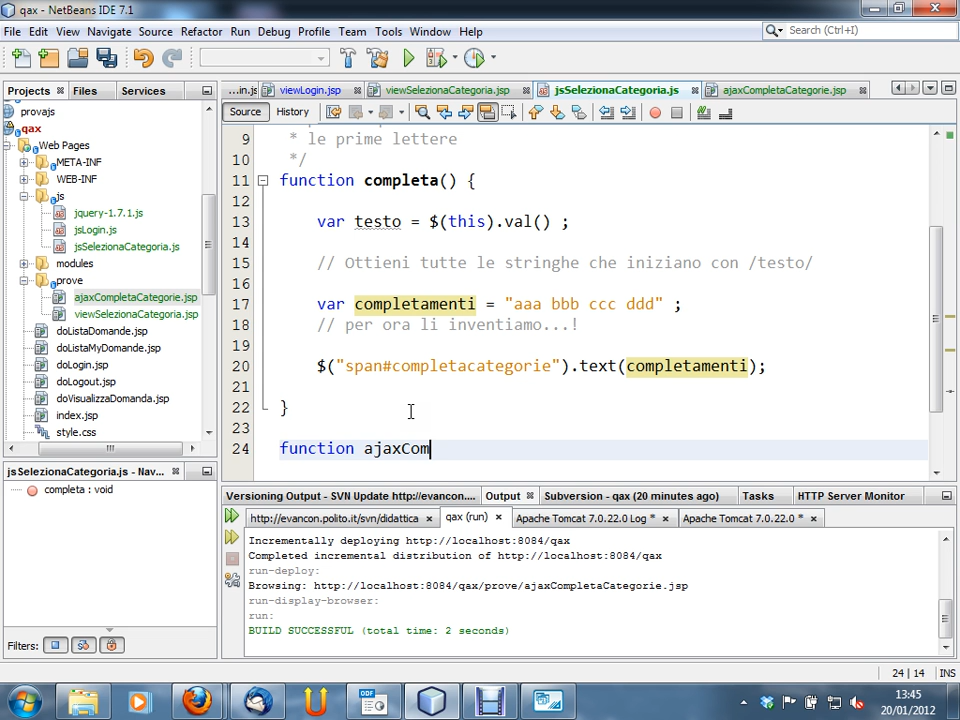 qax - NetBeans IDE 7.1
File Edit View Navigate Source Refactor Run Debug Profile Team Tools Window Help
Search (Ctrl+I)
Projects Files Services
...in.js viewLogin.jsp viewSelezionaCategoria.jsp jsSelezionaCategoria.js ajaxCompletaCategorie.jsp
Source History
provajs
qax
Web Pages
META-INF
WEB-INF
js
jquery-1.7.1.js
jsLogin.js
jsSelezionaCategoria.js
modules
prove
ajaxCompletaCategorie.jsp
viewSelezionaCategoria.jsp
doListaDomande.jsp
doListaMyDomande.jsp
doLogin.jsp
doLogout.jsp
doVisualizzaDomanda.jsp
index.jsp
style.css
9 * le prime lettere
10 */
11 function completa() {
12
13 var testo = $(this).val() ;
14
15 // Ottieni tutte le stringhe che iniziano con /testo/
16
17 var completamenti = "aaa bbb ccc ddd" ;
18 // per ora li inventiamo...!
19
20 $("span#completacategorie").text(completamenti);
21
22 }
23
24 function ajaxCom
jsSelezionaCategoria.js - Nav...
completa : void
Filters:
Versioning Output - SVN Update http://evancon.... Output Subversion - qax (20 minutes ago) Tasks HTTP Server Monitor
http://evancon.polito.it/svn/didattica qax (run) Apache Tomcat 7.0.22.0 Log * Apache Tomcat 7.0.22.0 *
Incrementally deploying http://localhost:8084/qax
Completed incremental distribution of http://localhost:8084/qax
run-deploy:
Browsing: http://localhost:8084/qax/prove/ajaxCompletaCategorie.jsp
run-display-browser:
run:
BUILD SUCCESSFUL (total time: 2 seconds)
24 | 14 INS
ODF
13:45
20/01/2012